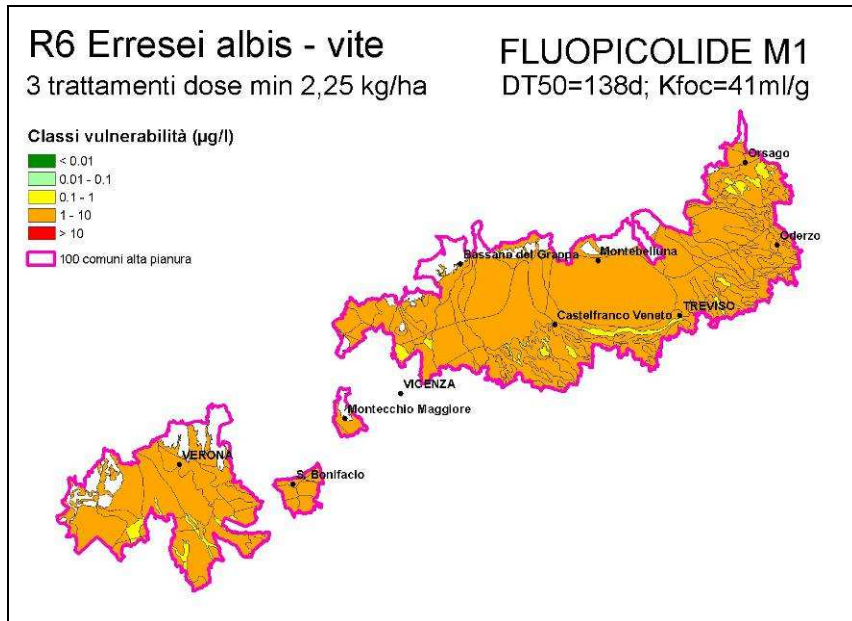 R6 Erresei albis - vite
3 trattamenti dose min 2,25 kg/ha
FLUOPICOLIDE M1
DT50=138d; Kfoc=41ml/g
Classi vulnerabilità (µg/l)
< 0.01
0.01 - 0.1
0.1 - 1
1 - 10
> 10
100 comuni alta pianura
Orsago
Oderzo
Bassano del Grappa
Montebelluna
TREVISO
Castelfranco Veneto
VICENZA
Montecchio Maggiore
VERONA
S. Bonifacio